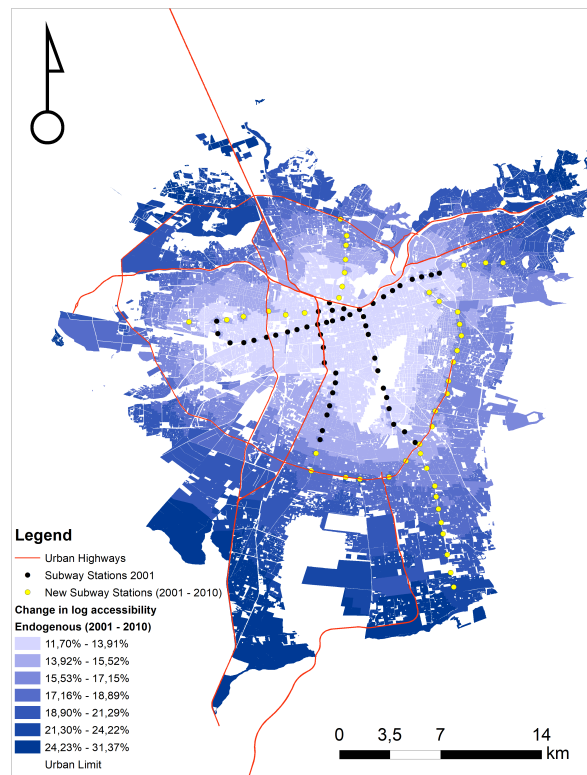 Legend
Urban Highways
Subway Stations 2001
New Subway Stations (2001 - 2010)
Change in log accessibility
Endogenous (2001 - 2010)
11,70% - 13,91%
13,92% - 15,52%
15,53% - 17,15%
17,16% - 18,89%
18,90% - 21,29%
21,30% - 24,22%
24,23% - 31,37%
Urban Limit
0 3,5 7 14
km